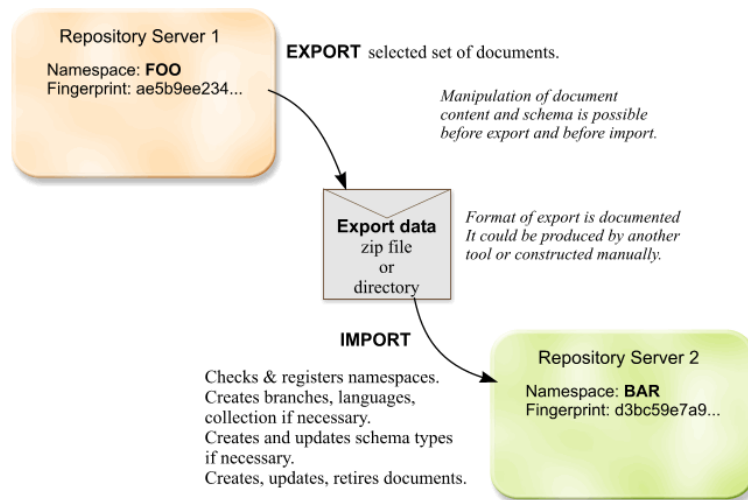 Repository Server 1
Namespace: FOO
Fingerprint: ae5b9ee234...
EXPORT selected set of documents.
Manipulation of document
content and schema is possible
before export and before import.
Export data
zip file
or
directory
Format of export is documented
It could be produced by another
tool or constructed manually.
IMPORT
Checks & registers namespaces.
Creates branches, languages,
collection if necessary.
Creates and updates schema types
if necessary.
Creates, updates, retires documents.
Repository Server 2
Namespace: BAR
Fingerprint: d3bc59e7a9...